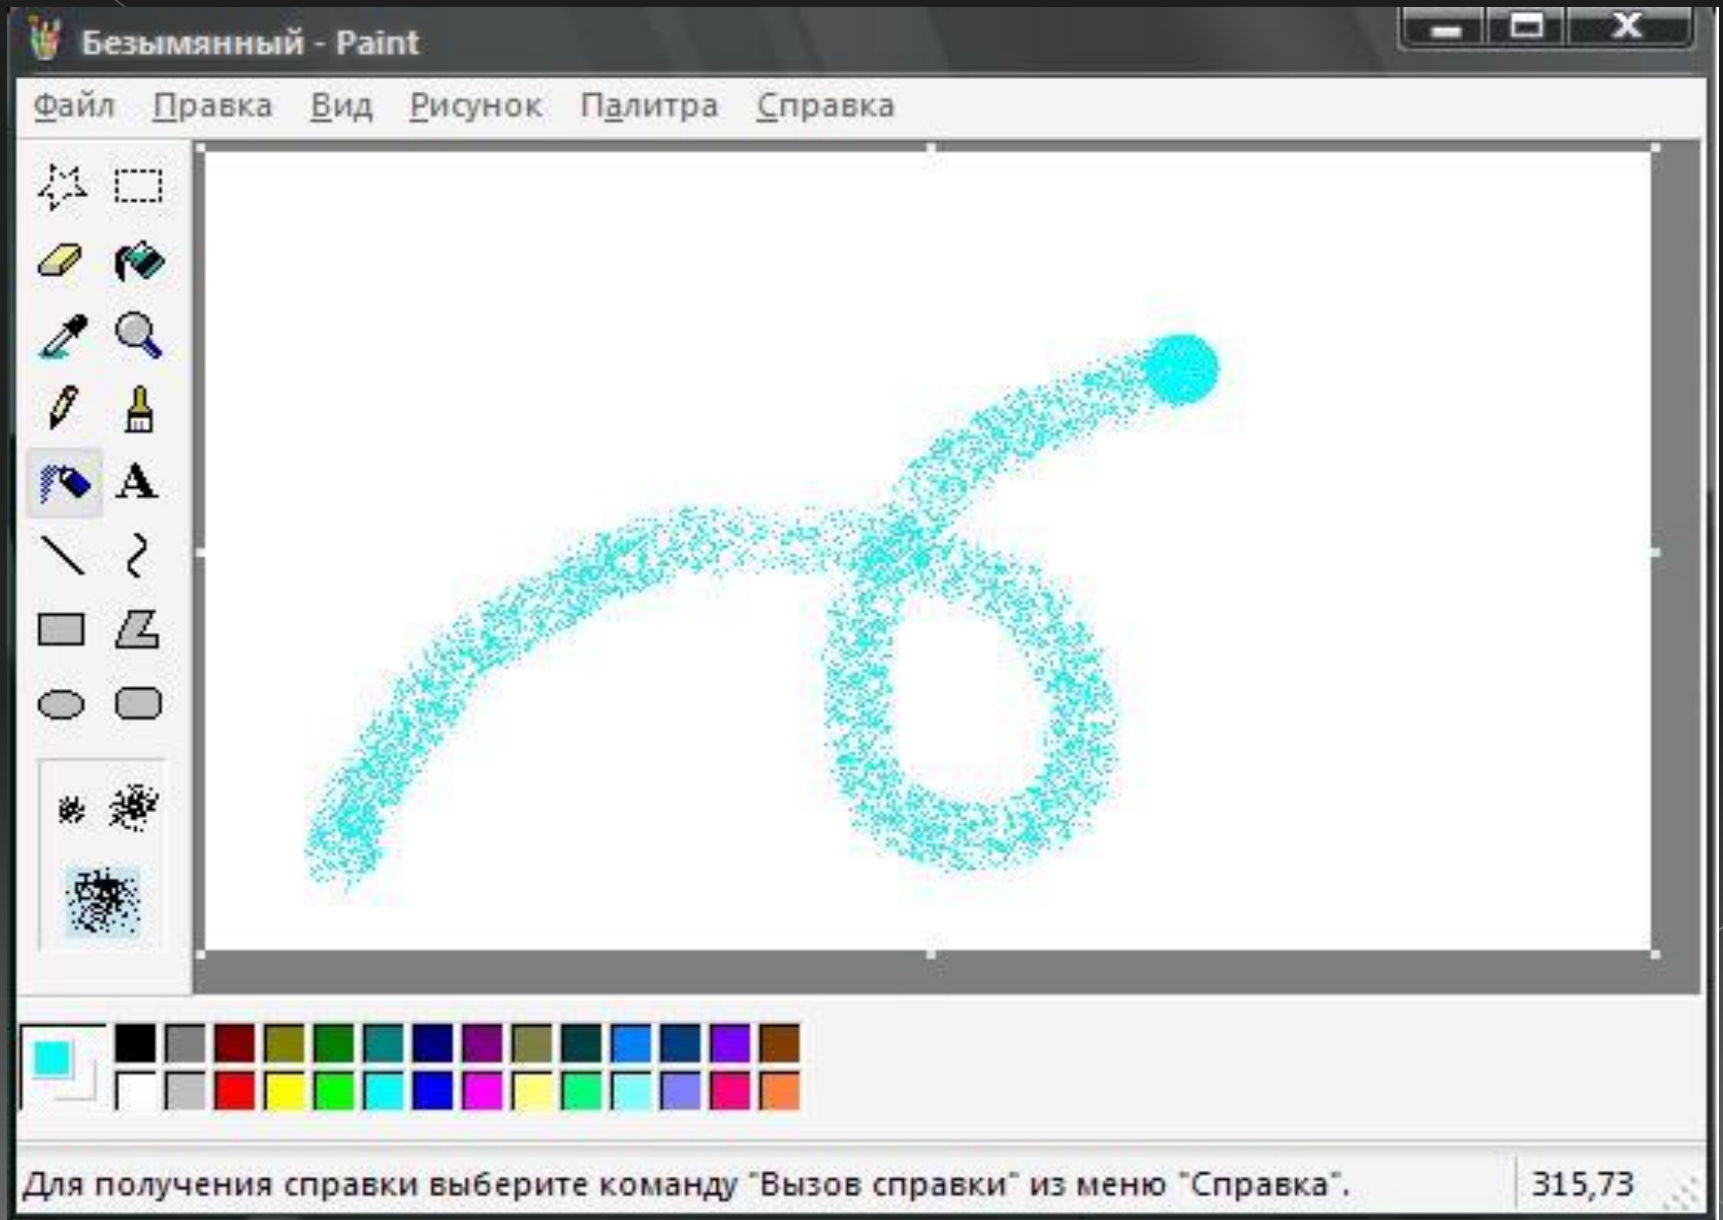 Безымянный - Paint
Файл Правка Вид Рисунок Палитра Справка
A
Для получения справки выберите команду "Вызов справки" из меню "Справка".
315,73